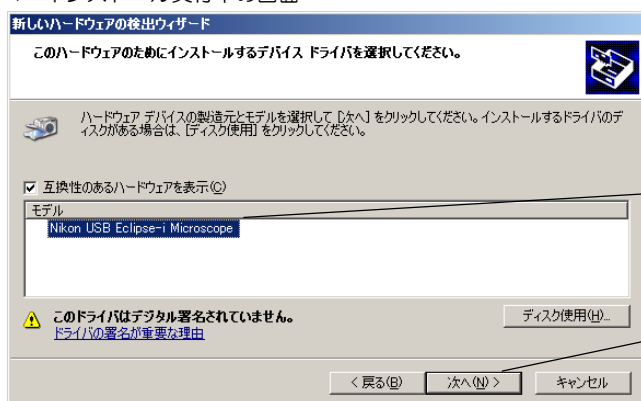 新しいハードウェアの検出ウィザード
このハードウェアのためにインストールするデバイス ドライバを選択してください。
ハードウェア デバイスの製造元とモデルを選択して [次へ] をクリックしてください。インストールするドライバのデ
ィスクがある場合は、[ディスク使用] をクリックしてください。
互換性のあるハードウェアを表示(C)
モデル
Nikon USB Eclipse-i Microscope
このドライバはデジタル署名されていません。
ドライバの署名が重要な理由
ディスク使用(H)...
< 戻る(B)
次へ(N) >
キャンセル